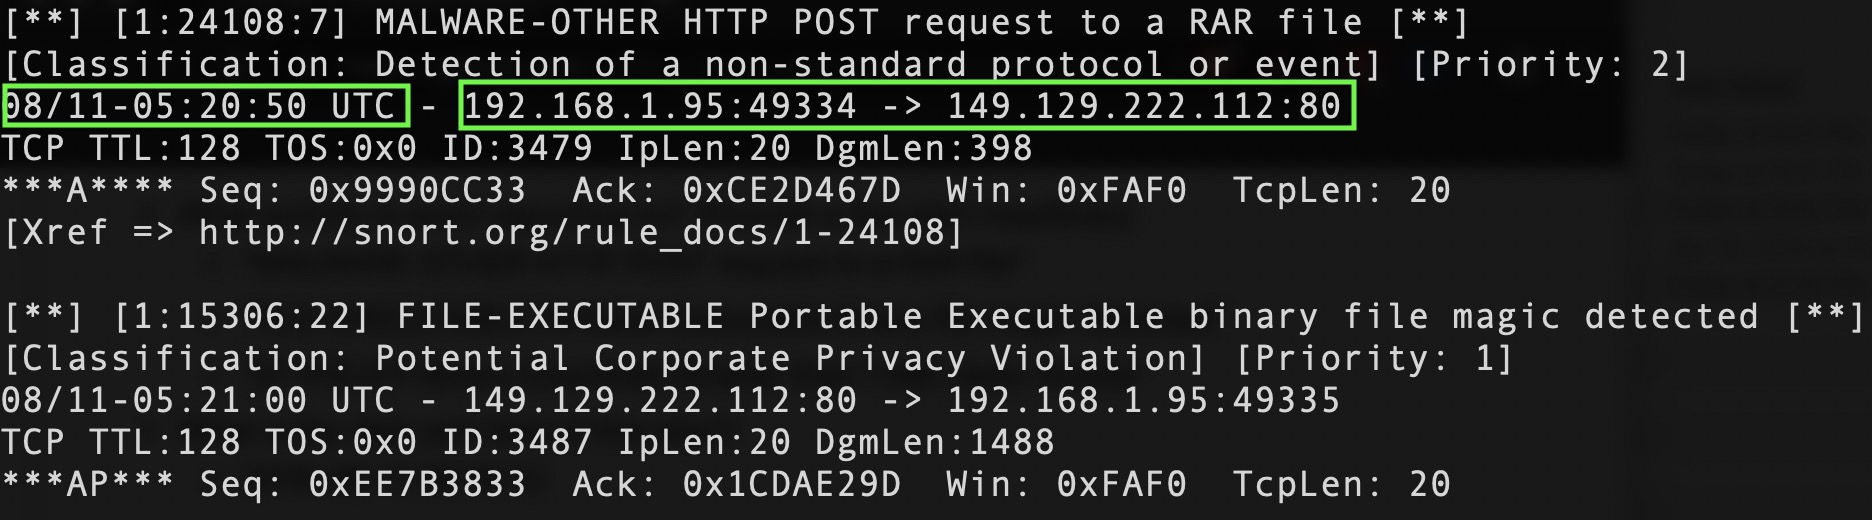 [**] [1:24108:7] MALWARE-OTHER HTTP POST request to a RAR file [**]
[Classification: Detection of a non-standard protocol or event] [Priority: 2]
08/11-05:20:50 UTC - 192.168.1.95:49334 -> 149.129.222.112:80
TCP TTL:128 TOS:0x0 ID:3479 IpLen:20 DgmLen:398
***A**** Seq: 0x9990CC33  Ack: 0xCE2D467D  Win: 0xFAF0  TcpLen: 20
[Xref => http://snort.org/rule_docs/1-24108]

[**] [1:15306:22] FILE-EXECUTABLE Portable Executable binary file magic detected [**]
[Classification: Potential Corporate Privacy Violation] [Priority: 1]
08/11-05:21:00 UTC - 149.129.222.112:80 -> 192.168.1.95:49335
TCP TTL:128 TOS:0x0 ID:3487 IpLen:20 DgmLen:1488
***AP*** Seq: 0xEE7B3833  Ack: 0x1CDAE29D  Win: 0xFAF0  TcpLen: 20